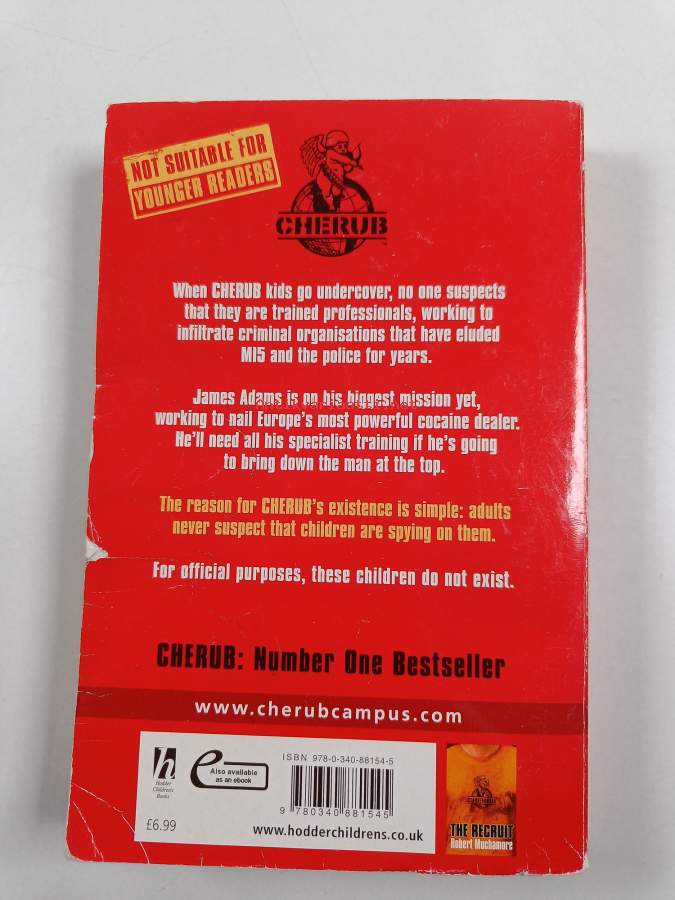 NOT SUITABLE FOR
YOUNGER READERS
CHERUB
When CHERUB kids go undercover, no one suspects
that they are trained professionals, working to
infiltrate criminal organisations that have eluded
MI5 and the police for years.
James Adams is on his biggest mission yet,
working to nail Europe's most powerful cocaine dealer.
He'll need all his specialist training if he's going
to bring down the man at the top.
The reason for CHERUB's existence is simple: adults
never suspect that children are spying on them.
For official purposes, these children do not exist.
CHERUB: Number One Bestseller
www.cherubcampus.com
h
Hodder
Children's
Books
£6.99
e
Also available
as an ebook
ISBN 978-0-340-88154-5
9 780340 881545
www.hodderchildrens.co.uk
THE RECRUIT
Robert Muchamore